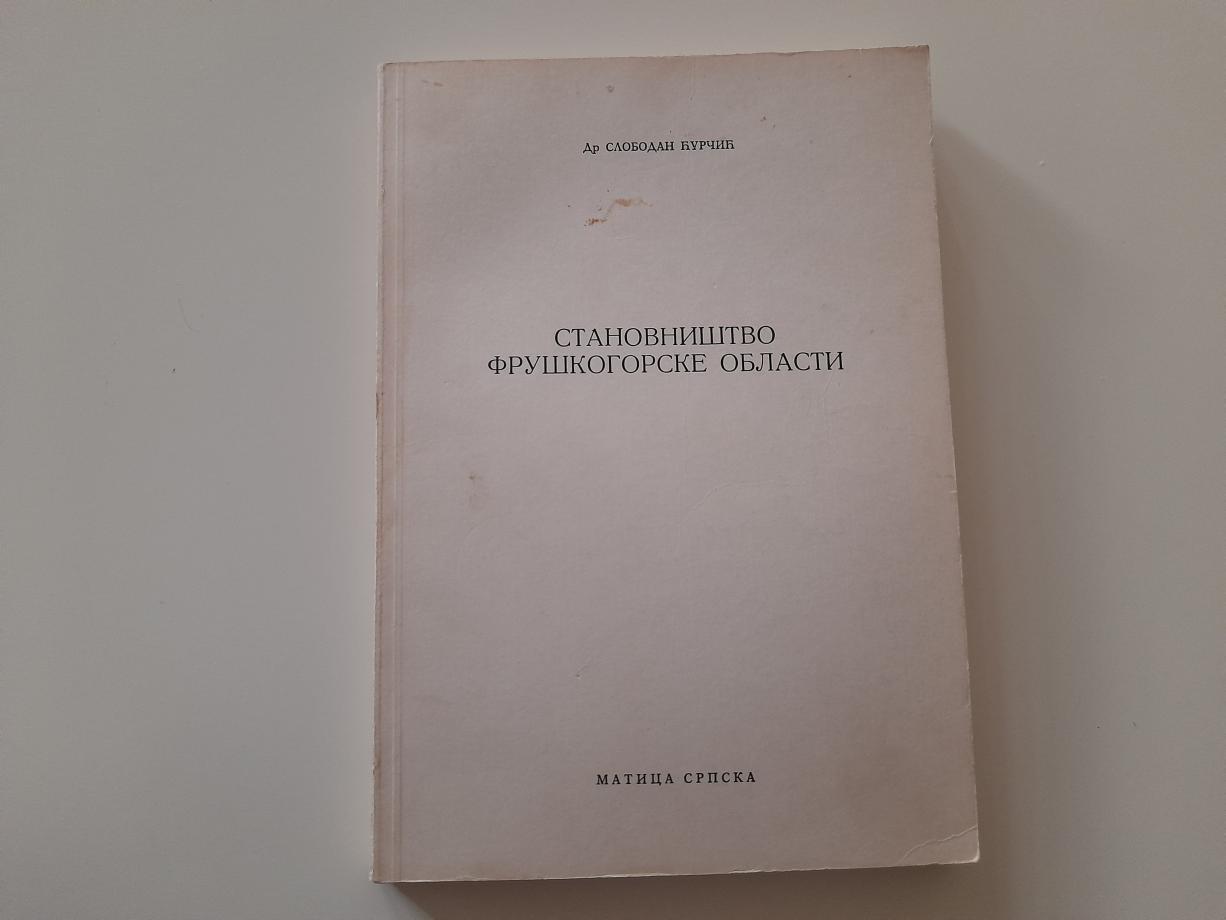 Др СЛОБОДАН ЋУРЧИЋ
СТАНОВНИШТВО
ФРУШКОГОРСКЕ ОБЛАСТИ
МАТИЦА СРПСКА